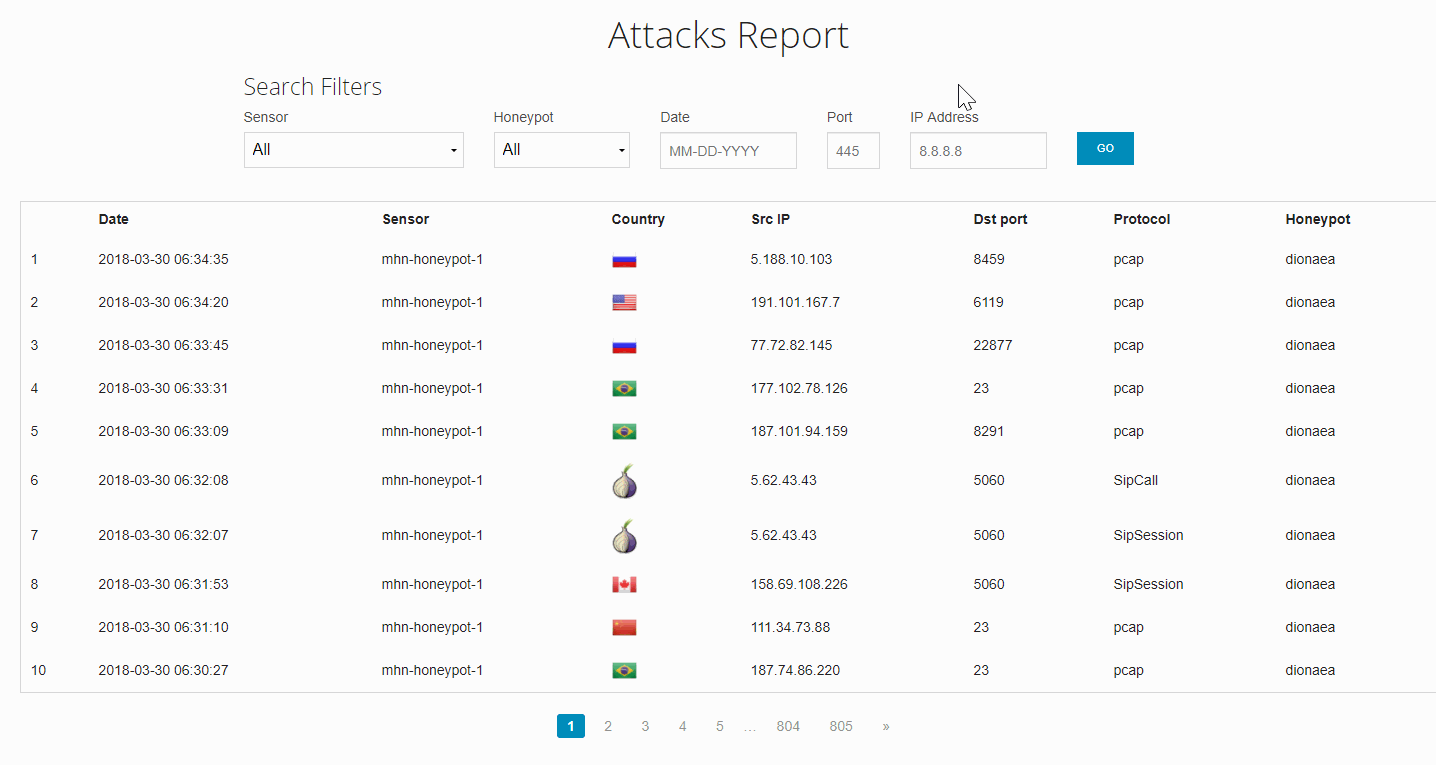 Attacks Report
Search Filters
Sensor Honeypot Date Port IP Address
All All MM-DD-YYYY 445 8.8.8.8 GO
Date Sensor Country Src IP Dst port Protocol Honeypot
1 2018-03-30 06:34:35 mhn-honeypot-1 5.188.10.103 8459 pcap dionaea
2 2018-03-30 06:34:20 mhn-honeypot-1 191.101.167.7 6119 pcap dionaea
3 2018-03-30 06:33:45 mhn-honeypot-1 77.72.82.145 22877 pcap dionaea
4 2018-03-30 06:33:31 mhn-honeypot-1 177.102.78.126 23 pcap dionaea
5 2018-03-30 06:33:09 mhn-honeypot-1 187.101.94.159 8291 pcap dionaea
6 2018-03-30 06:32:08 mhn-honeypot-1 5.62.43.43 5060 SipCall dionaea
7 2018-03-30 06:32:07 mhn-honeypot-1 5.62.43.43 5060 SipSession dionaea
8 2018-03-30 06:31:53 mhn-honeypot-1 158.69.108.226 5060 SipSession dionaea
9 2018-03-30 06:31:10 mhn-honeypot-1 111.34.73.88 23 pcap dionaea
10 2018-03-30 06:30:27 mhn-honeypot-1 187.74.86.220 23 pcap dionaea
1 2 3 4 5 ... 804 805 »